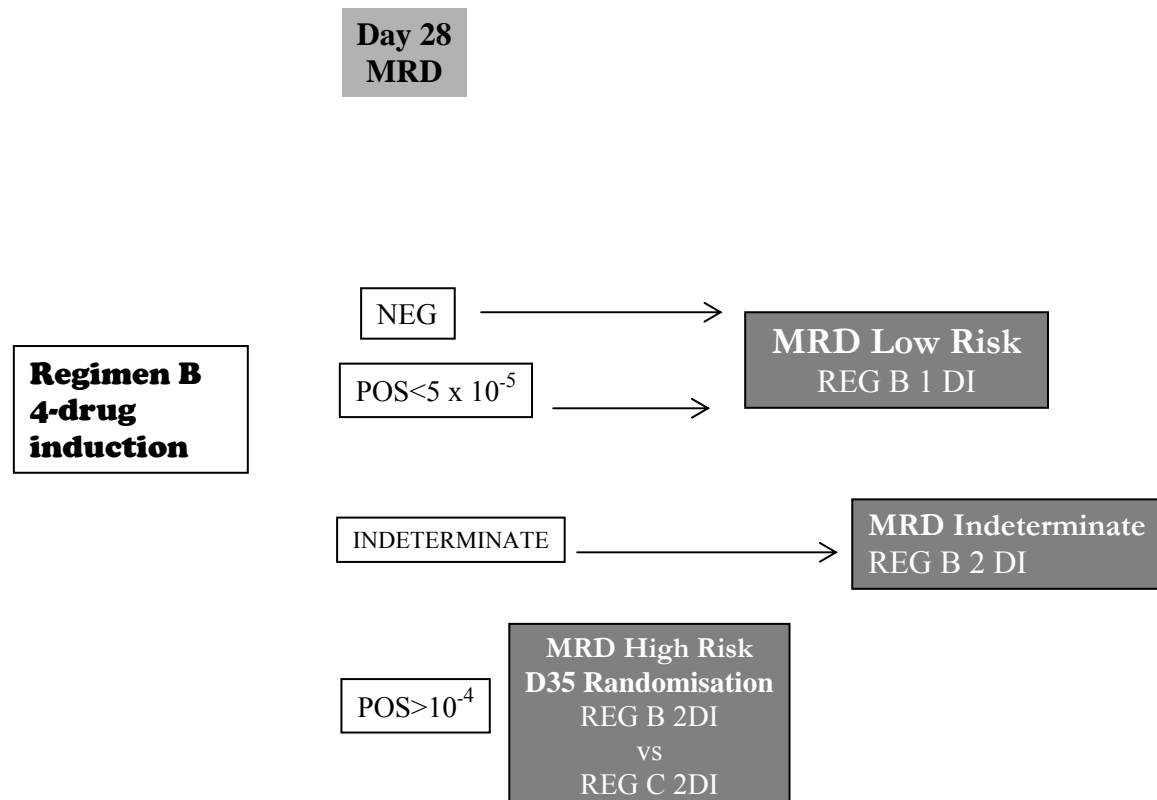 Day 28
MRD
NEG
MRD Low Risk
REG B 1 DI
Regimen B
4-drug
induction
POS<5 x 10⁻⁵
INDETERMINATE
MRD Indeterminate
REG B 2 DI
POS>10⁻⁴
MRD High Risk
D35 Randomisation
REG B 2DI
vs
REG C 2DI